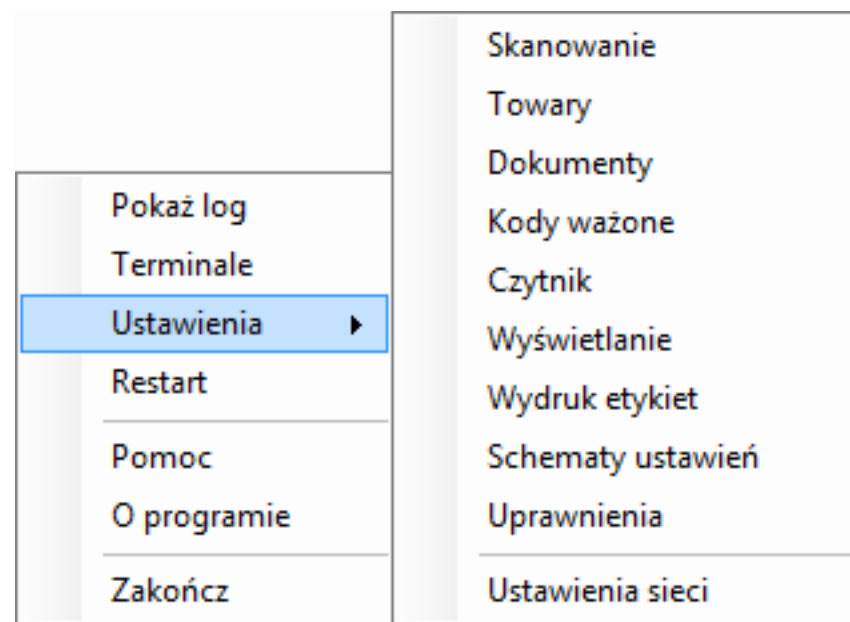 Pokaż log
Terminale
Ustawienia
Restart
Pomoc
O programie
Zakończ
Skanowanie
Towary
Dokumenty
Kody ważone
Czytnik
Wyświetlanie
Wydruk etykiet
Schematy ustawień
Uprawnienia
Ustawienia sieci